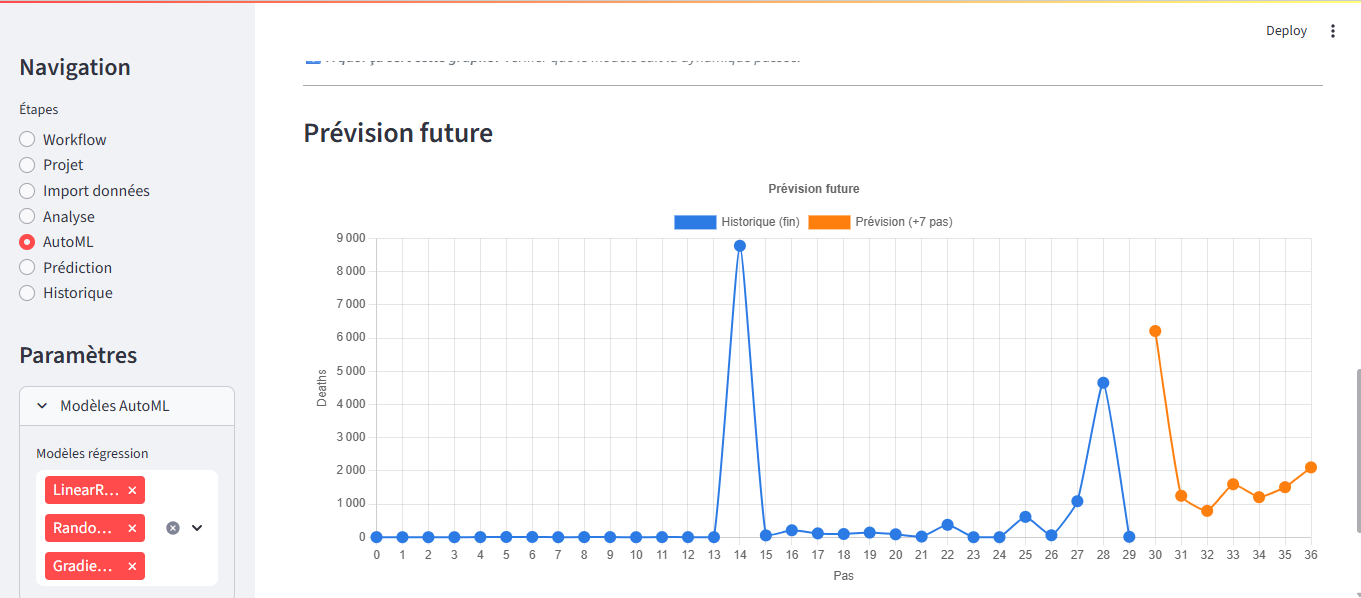 Deploy
Navigation
Étapes
Workflow
Projet
Import données
Analyse
AutoML
Prédiction
Historique
Paramètres
Modèles AutoML
Modèles régression
LinearR... ×
Rando... ×
Gradie... ×
Prévision future
Prévision future
Historique (fin) Prévision (+7 pas)
9 000
8 000
7 000
6 000
5 000
4 000
3 000
2 000
1 000
0
Deaths
0 1 2 3 4 5 6 7 8 9 10 11 12 13 14 15 16 17 18 19 20 21 22 23 24 25 26 27 28 29 30 31 32 33 34 35 36
Pas